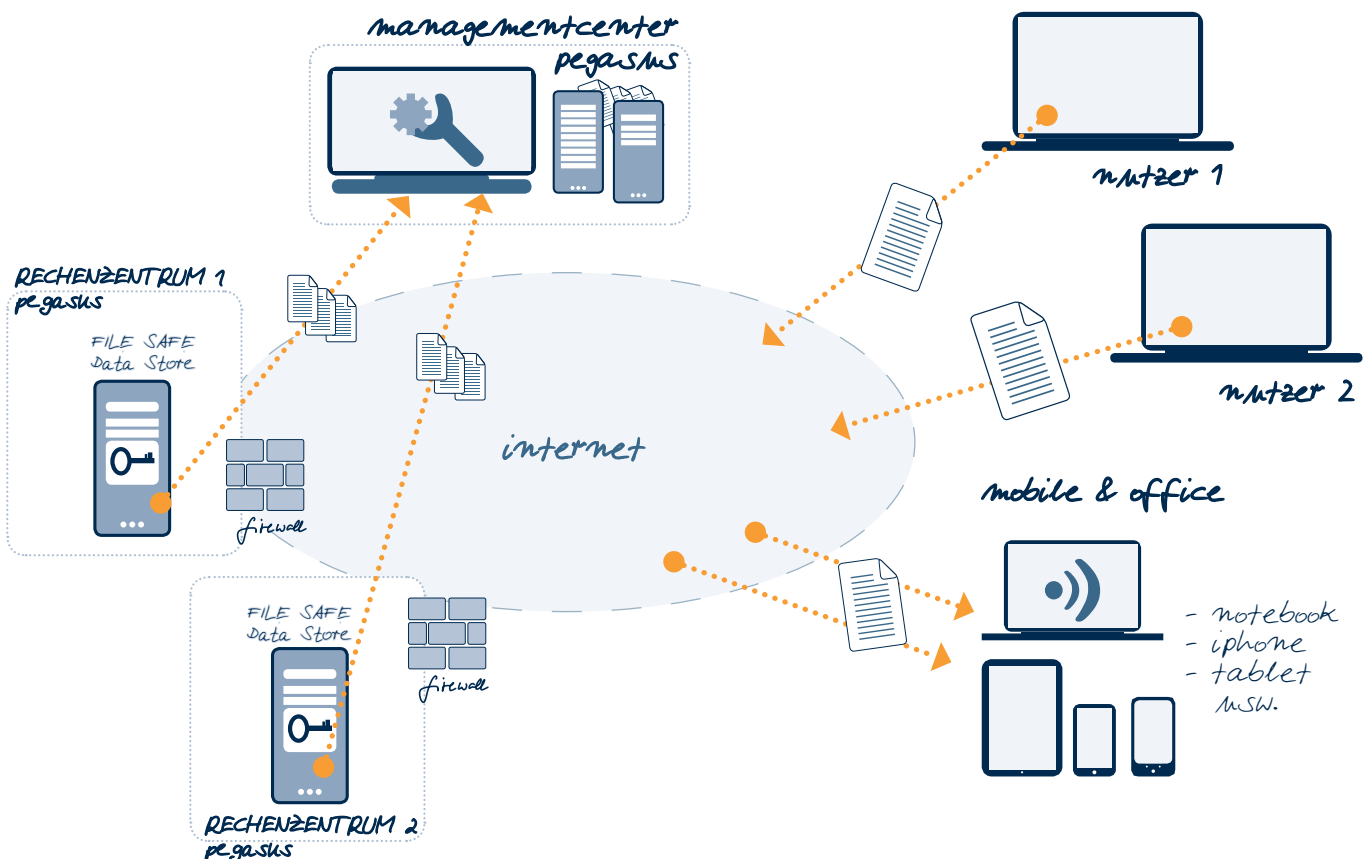 managementcenter
pegasus
nutzer 1
nutzer 2
RECHENZENTRUM 1
pegasus
FILE SAFE
Data Store
firewall
internet
mobile & office
- notebook
- iphone
- tablet
usw.
FILE SAFE
Data Store
firewall
RECHENZENTRUM 2
pegasus